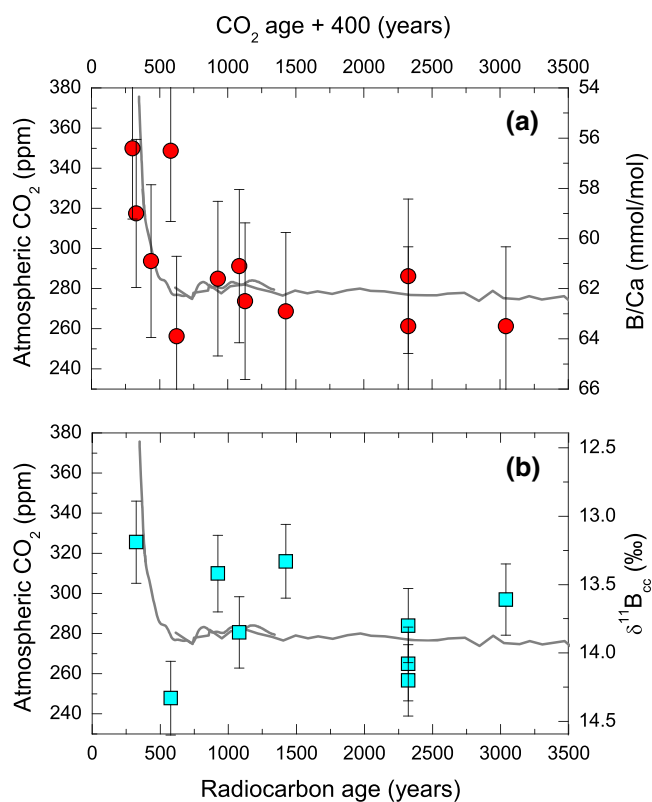 CO₂ age + 400 (years)
0 500 1000 1500 2000 2500 3000 3500
380 54
(a)
360 56
340 58
320
300 60
280 62
260 64
240 66
Atmospheric CO₂ (ppm)
B/Ca (mmol/mol)
380 12.5
(b)
360 13.0
340
320 13.5
300
280 14.0
260
240 14.5
Atmospheric CO₂ (ppm)
δ¹¹B꜀꜀ (‰)
0 500 1000 1500 2000 2500 3000 3500
Radiocarbon age (years)